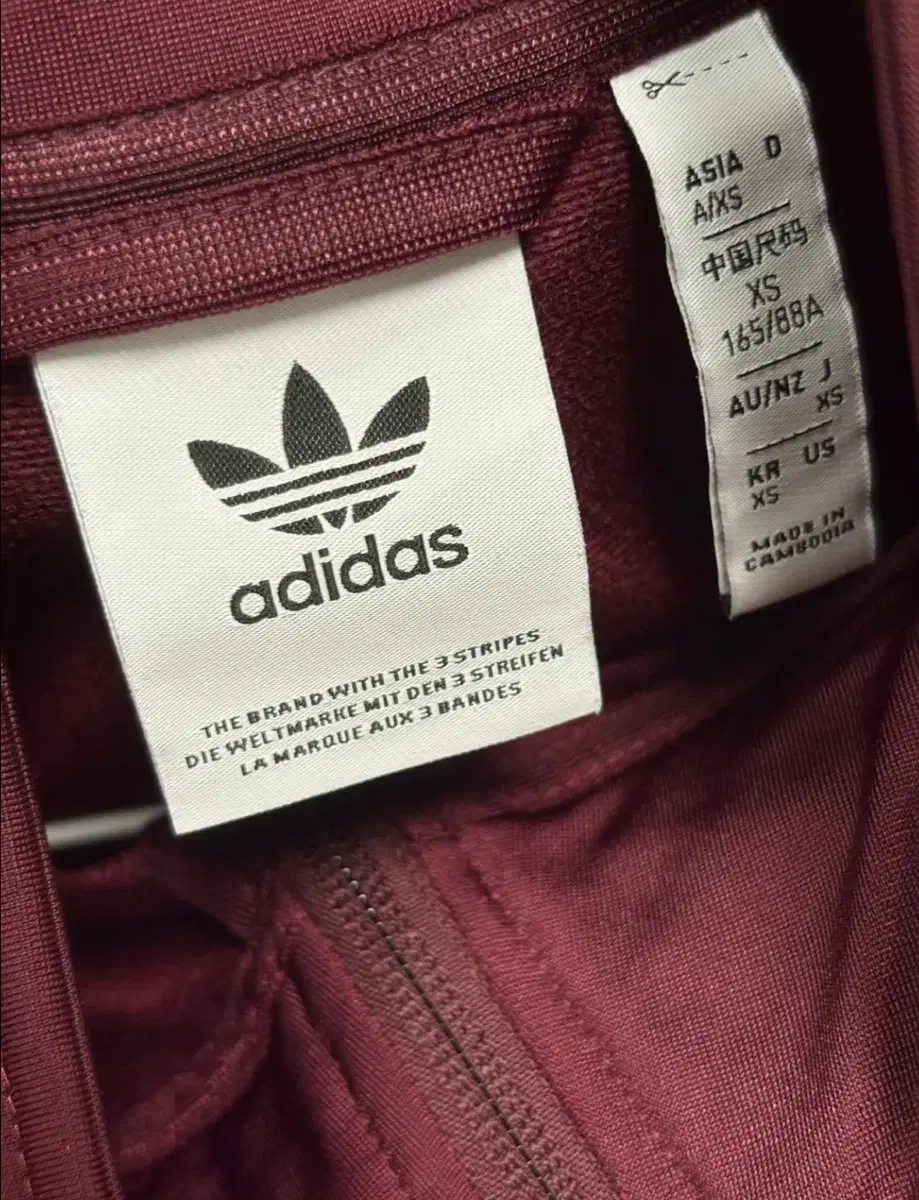 adidas
THE BRAND WITH THE 3 STRIPES
DIE WELTMARKE MIT DEN 3 STREIFEN
LA MARQUE AUX 3 BANDES
ASIA D
A/XS
中国尺码
XS
165/88A
AU/NZ J
XS
KR US
XS
MADE IN
CAMBODIA